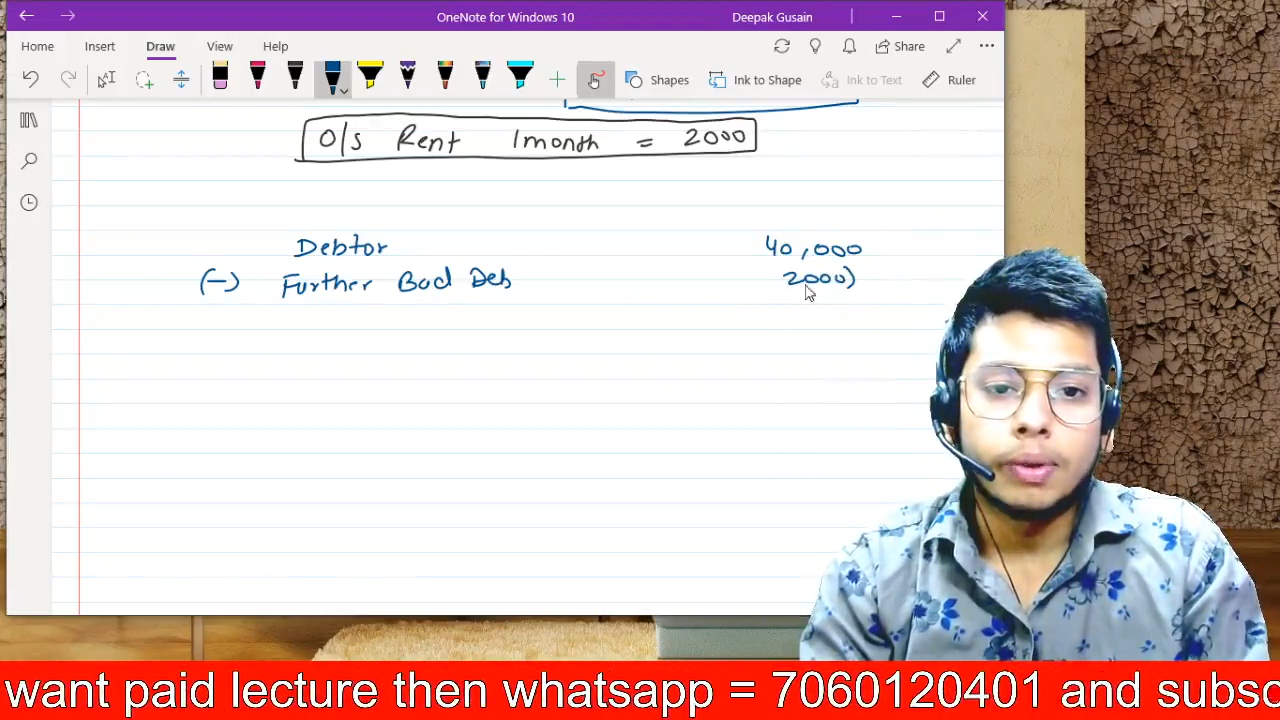 OneNote for Windows 10
Deepak Gusain
Home Insert Draw View Help
Share
Shapes Ink to Shape Ink to Text Ruler
O/s Rent 1month = 2000
Debtor 40,000
(-) Further Bad Deb 2000)
want paid lecture then whatsapp = 7060120401 and subsc